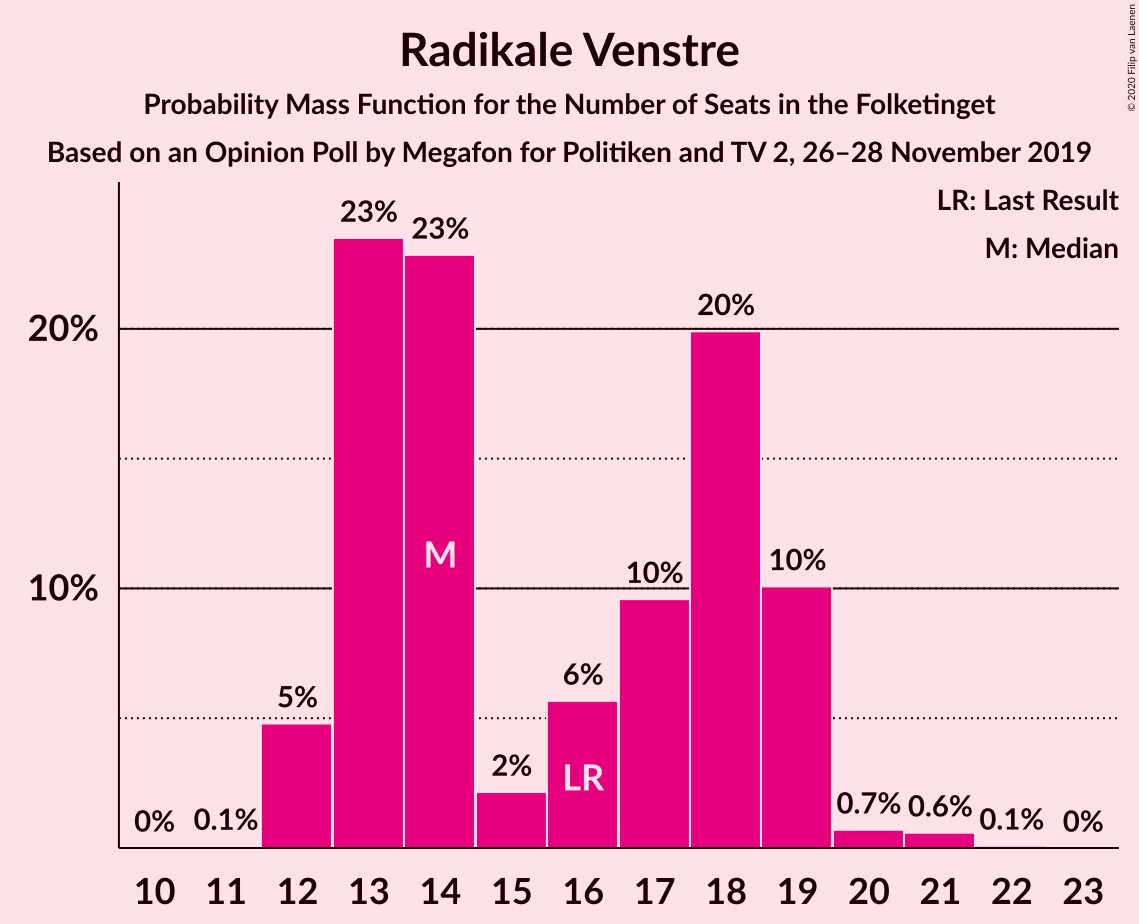 Radikale Venstre
Probability Mass Function for the Number of Seats in the Folketinget
Based on an Opinion Poll by Megafon for Politiken and TV 2, 26–28 November 2019
© 2020 Filip van Laenen
LR: Last Result
M: Median
20%
10%
0%
0.1%
5%
23%
23%
2%
6%
10%
20%
10%
0.7%
0.6%
0.1%
0%
M
LR
10 11 12 13 14 15 16 17 18 19 20 21 22 23